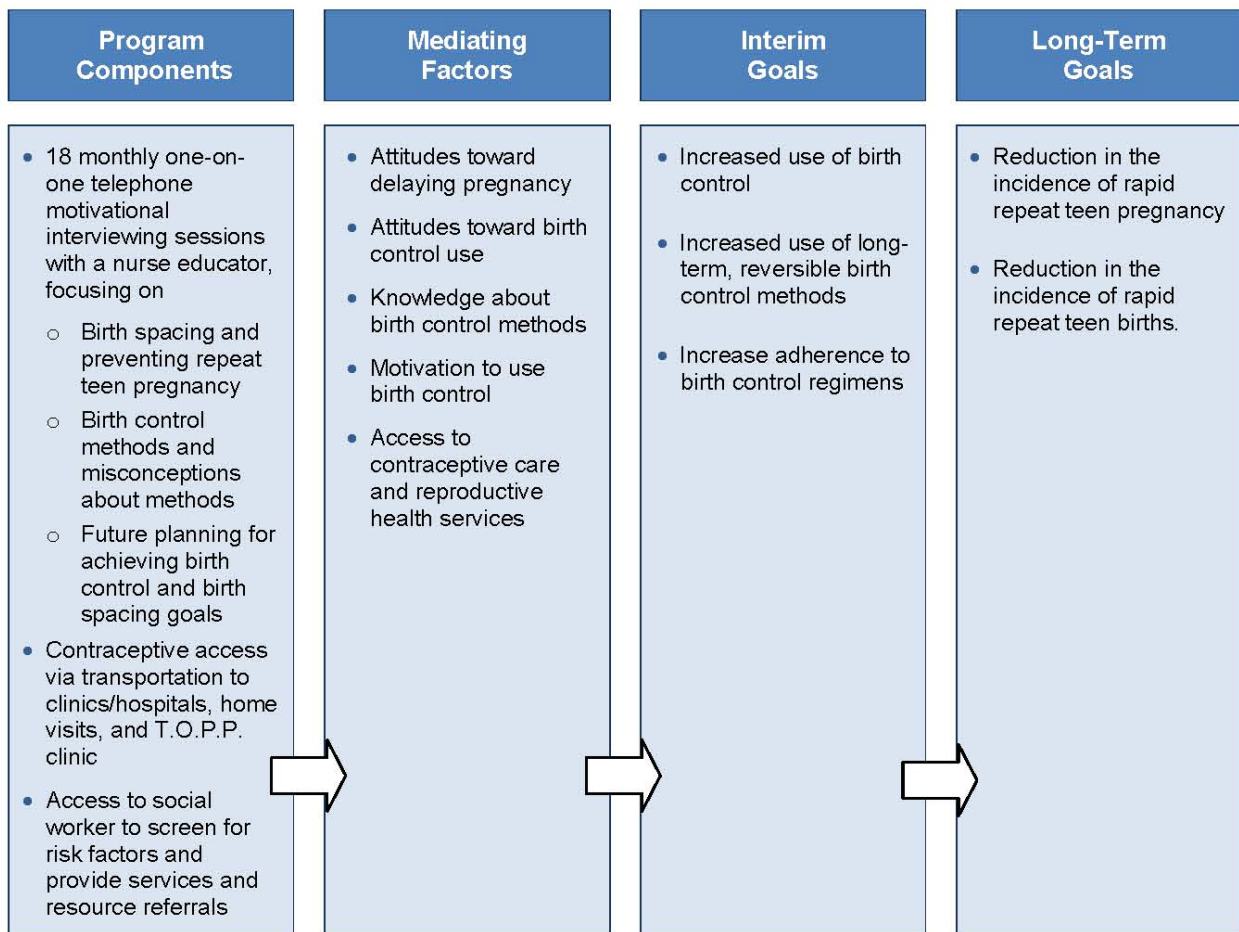 Program
Components
Mediating
Factors
Interim
Goals
Long-Term
Goals
• 18 monthly one-on-
one telephone
motivational
interviewing sessions
with a nurse educator,
focusing on
o Birth spacing and
preventing repeat
teen pregnancy
o Birth control
methods and
misconceptions
about methods
o Future planning for
achieving birth
control and birth
spacing goals
• Contraceptive access
via transportation to
clinics/hospitals, home
visits, and T.O.P.P.
clinic
• Access to social
worker to screen for
risk factors and
provide services and
resource referrals
• Attitudes toward
delaying pregnancy
• Attitudes toward birth
control use
• Knowledge about
birth control methods
• Motivation to use
birth control
• Access to
contraceptive care
and reproductive
health services
• Increased use of birth
control
• Increased use of long-
term, reversible birth
control methods
• Increase adherence to
birth control regimens
• Reduction in the
incidence of rapid
repeat teen pregnancy
• Reduction in the
incidence of rapid
repeat teen births.